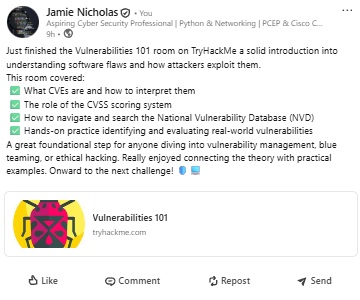 Jamie Nicholas • You
Aspiring Cyber Security Professional | Python & Networking | PCEP & Cisco C...
9h •
Just finished the Vulnerabilities 101 room on TryHackMe a solid introduction into
understanding software flaws and how attackers exploit them.
This room covered:
✅ What CVEs are and how to interpret them
✅ The role of the CVSS scoring system
✅ How to navigate and search the National Vulnerability Database (NVD)
✅ Hands-on practice identifying and evaluating real-world vulnerabilities
A great foundational step for anyone diving into vulnerability management, blue
teaming, or ethical hacking. Really enjoyed connecting the theory with practical
examples. Onward to the next challenge!
Vulnerabilities 101
tryhackme.com
Like Comment Repost Send